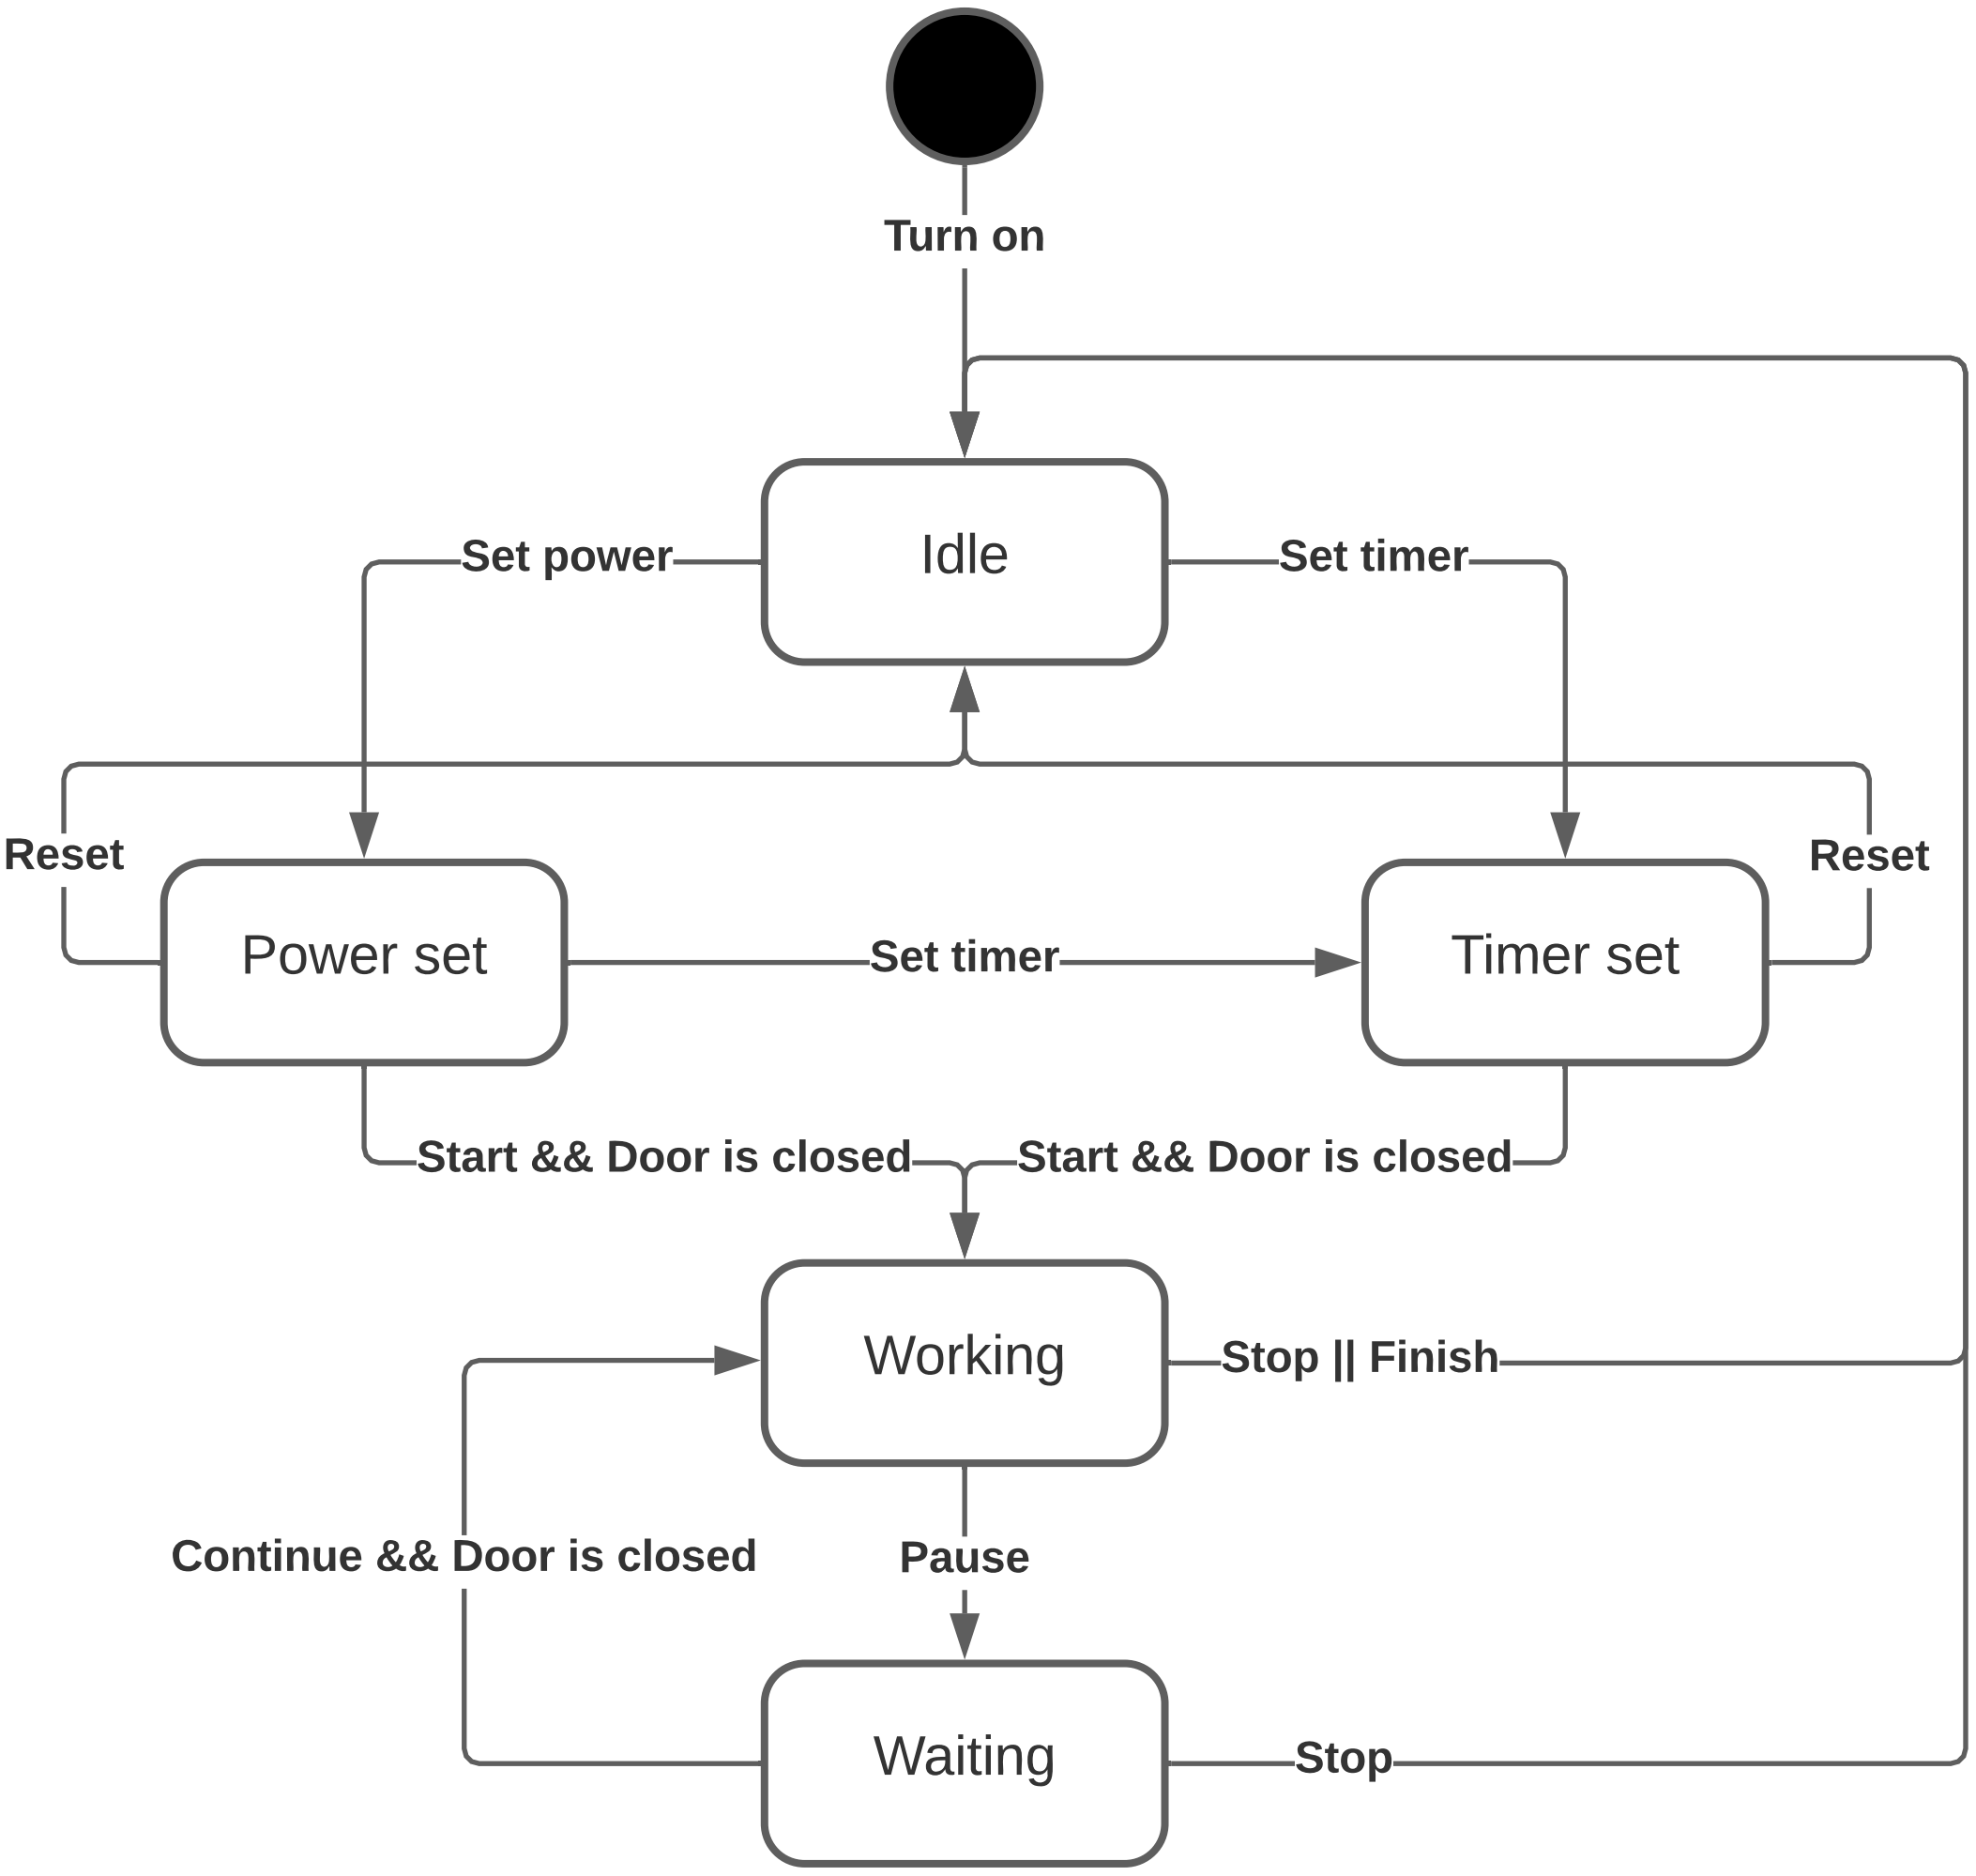 Turn on
Set power
Idle
Set timer
Reset
Reset
Power set
Set timer
Timer set
Start && Door is closed
Start && Door is closed
Working
Stop || Finish
Continue && Door is closed
Pause
Waiting
Stop